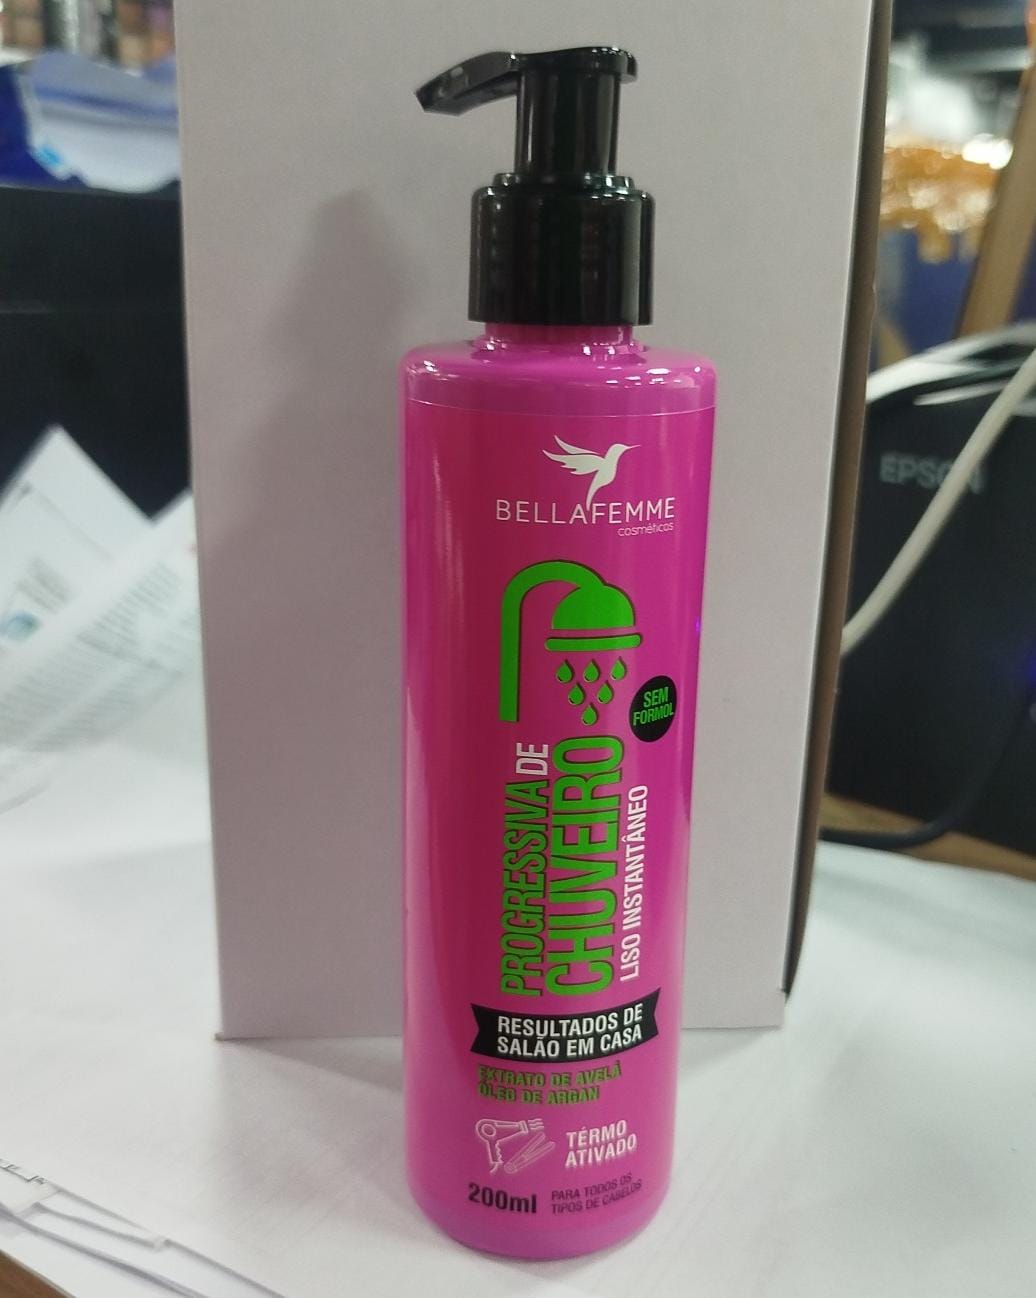 BELLAFEMME
cosméticos
SEM
FORMOL
PROGRESSIVA DE
CHUVEIRO
LISO INSTANTÂNEO
RESULTADOS DE
SALÃO EM CASA
EXTRATO DE AVELÃ
ÓLEO DE ARGAN
TÉRMO
ATIVADO
200ml
PARA TODOS OS
TIPOS DE CABELOS
EPSON